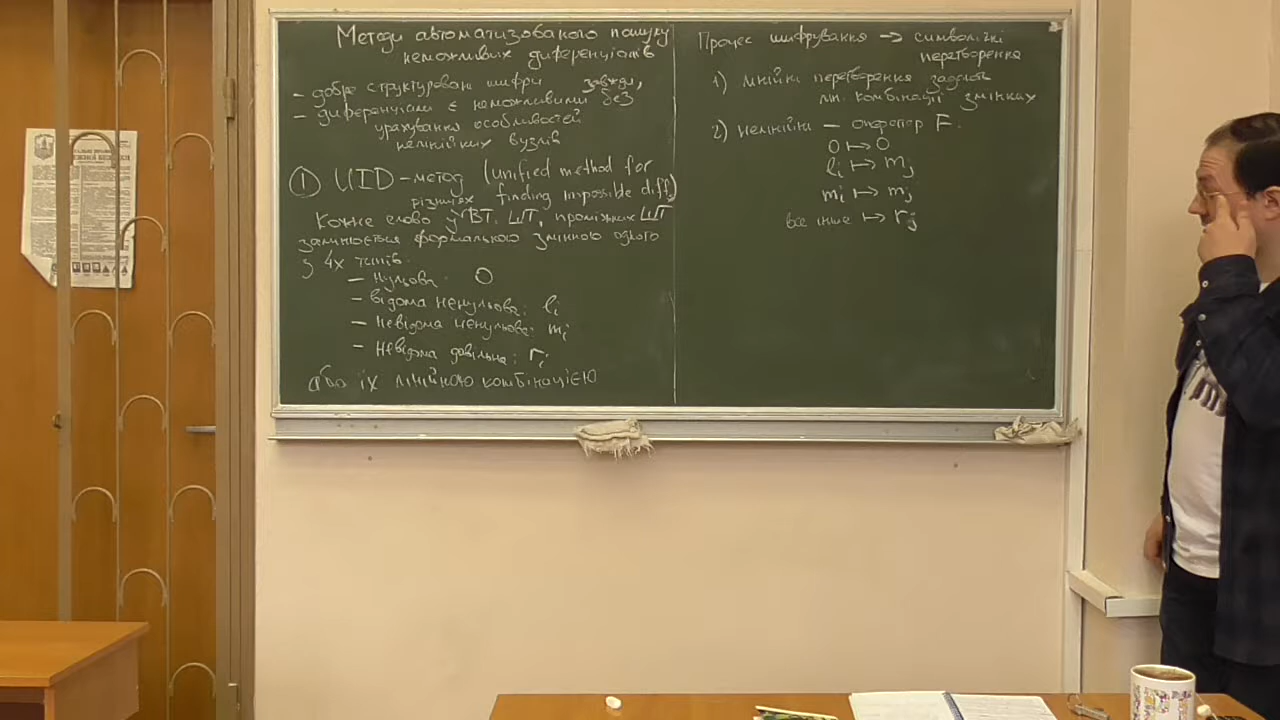 Методи автоматизованого пошуку
неможливих диференціалів
- добре структуровані шифри завжди,
- диференціали є неможливими без
урахування особливостей
нелінійних вузлів
① UID-метод (unified method for
finding impossible diff.)
Кожне слово у різницях ВТ, ШТ, проміжних ШТ
замінюється формальною змінною одного
з 4х типів:
- Нульова: 0
- Відома ненульова: lᵢ
- Невідома ненульова: mᵢ
- Невідома довільна: rᵢ
або їх лінійною комбінацією
Процес шифрування → символічні
перетворення
1) лінійні перетворення задають
лін. комбінації змінних
2) нелінійні - оператор F.
0 ↦ 0
lᵢ ↦ mⱼ
mᵢ ↦ mⱼ
все інше ↦ rⱼ